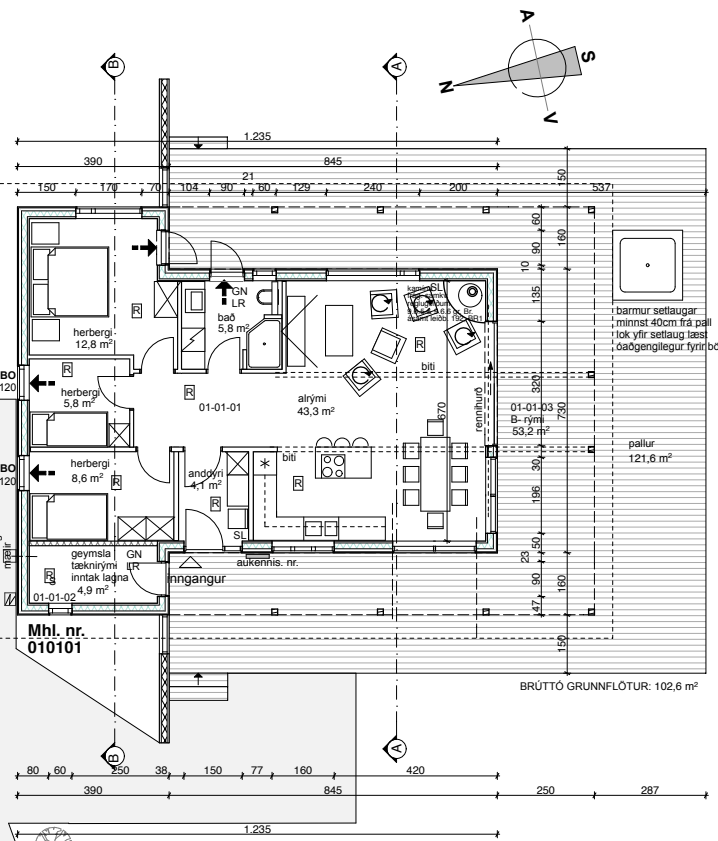 A
S
N
V
B
A
1.235
390
845
21
150
170
70
104
90
60
129
240
200
537
150
160
60
90
10
135
GN
LR
bað
5,8 m²
R
herbergi
12,8 m²
SL
R
biti
barmur setlaugar
minnst 40cm frá pall
lok yfir setlaug læst
óaðgengilegur fyrir bö
BO
120
R
herbergi
5,8 m²
R
01-01-01
alrými
43,3 m²
670
rennihurð
320
730
01-01-03
B- rými
53,2 m²
pallur
121,6 m²
BO
120
herbergi
8,6 m²
R
anddyri
4,1 m²
R
biti
R
30
196
SL
geymsla
tæknirými
inntak lagna
4,9 m²
GN
LR
R
01-01-02
mælir
inngangur
aukennis. nr.
23
50
90
160
47
150
Mhl. nr.
010101
BRÚTTÓ GRUNNFLÖTUR: 102,6 m²
B
A
80
60
250
38
150
77
160
420
390
845
250
287
1.235